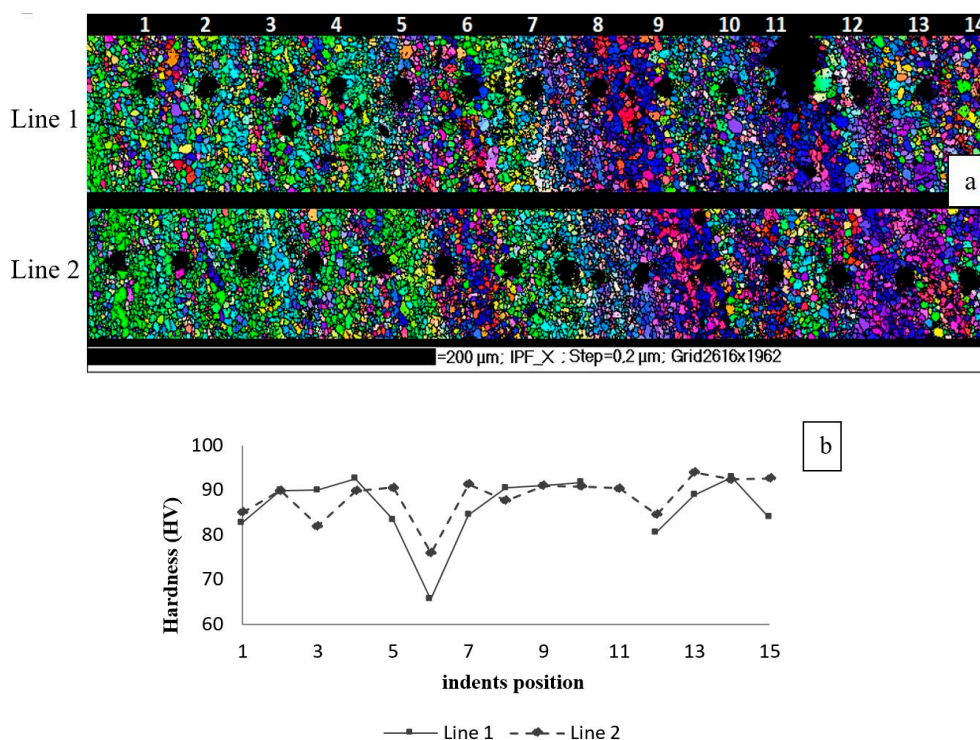 1 2 3 4 5 6 7 8 9 10 11 12 13 14
Line 1
a
Line 2
=200 µm; IPF_X ; Step=0,2 µm; Grid2616x1962
b
100
90
80
70
60
Hardness (HV)
1 3 5 7 9 11 13 15
indents position
Line 1 Line 2